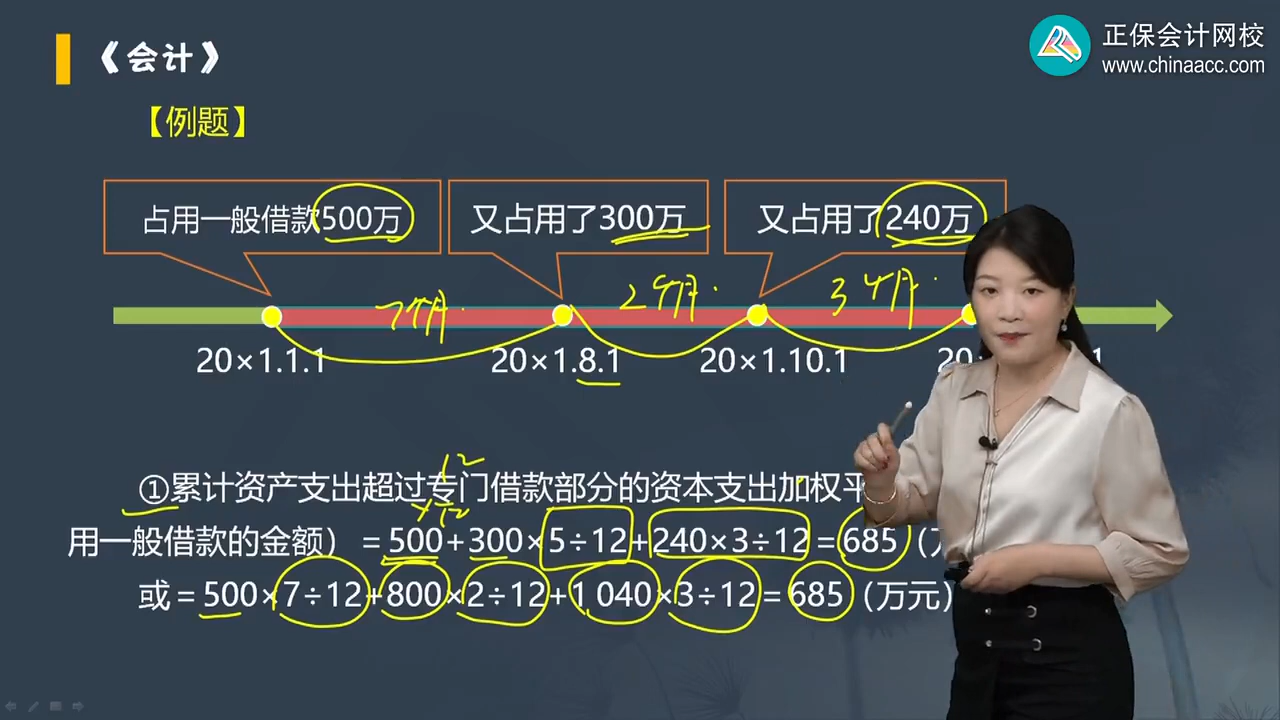 《会计》
正保会计网校
www.chinaacc.com
【例题】
占用一般借款500万
又占用了300万
又占用了240万
7个月
2个月
3个月
20×1.1.1
20×1.8.1
20×1.10.1
20
1
12
×12
①累计资产支出超过专门借款部分的资本支出加权平
用一般借款的金额）＝500+300×5÷12+240×3÷12＝685（万
或＝500×7÷12+800×2÷12+1 040×3÷12＝685（万元）